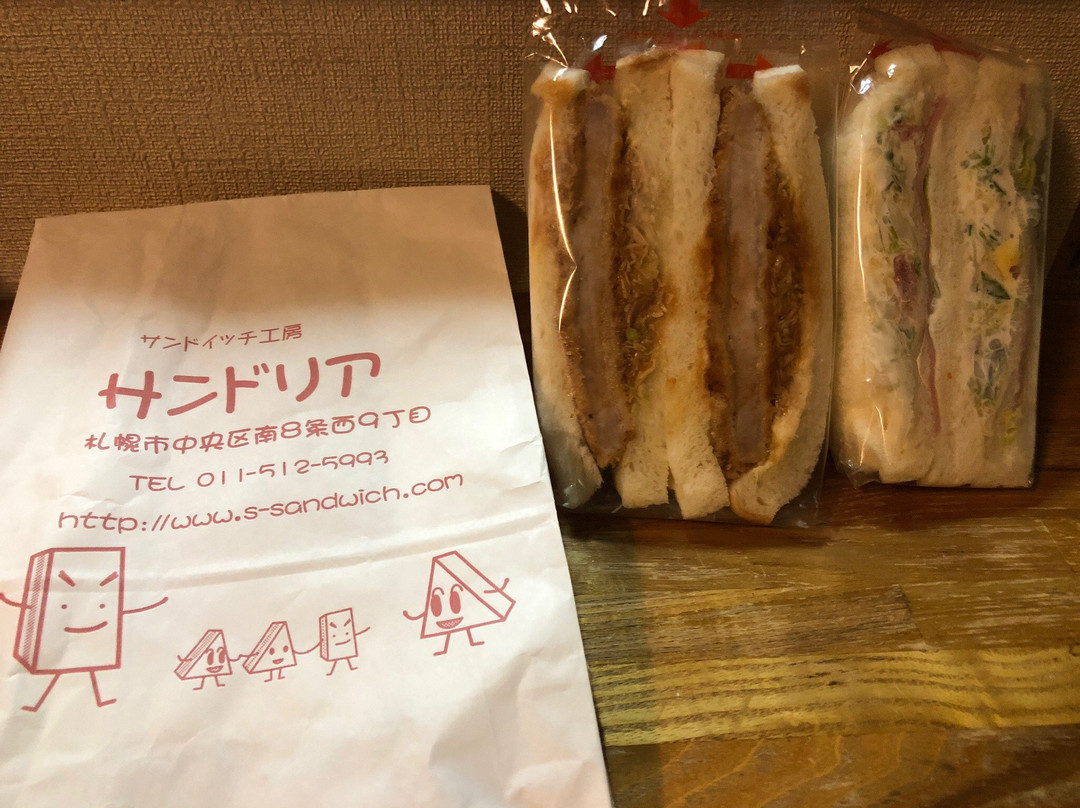 サンドイッチ工房
サンドリア
札幌市中央区南8条西9丁目
TEL 011-512-5993
http://www.s-sandwich.com